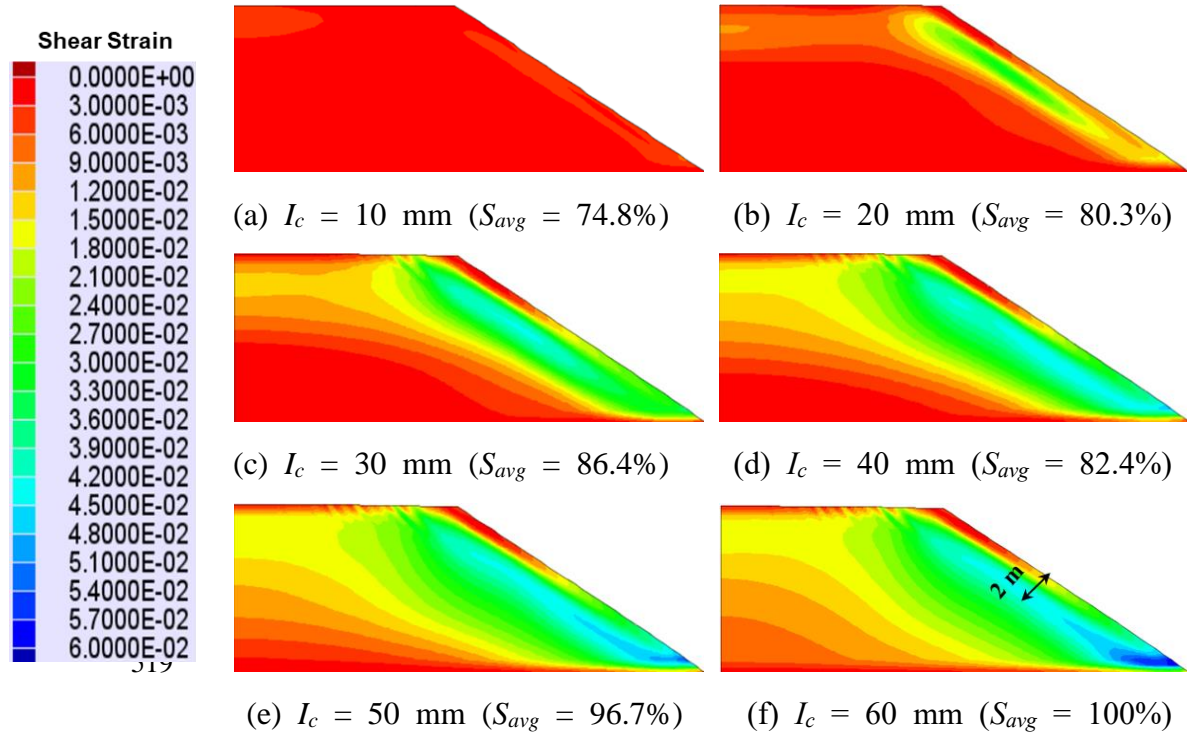 Shear Strain
0.0000E+00
3.0000E-03
6.0000E-03
9.0000E-03
1.2000E-02
1.5000E-02
1.8000E-02
2.1000E-02
2.4000E-02
2.7000E-02
3.0000E-02
3.3000E-02
3.6000E-02
3.9000E-02
4.2000E-02
4.5000E-02
4.8000E-02
5.1000E-02
5.4000E-02
5.7000E-02
6.0000E-02
(a) Ic = 10 mm (Savg = 74.8%)
(b) Ic = 20 mm (Savg = 80.3%)
(c) Ic = 30 mm (Savg = 86.4%)
(d) Ic = 40 mm (Savg = 82.4%)
2 m
(e) Ic = 50 mm (Savg = 96.7%)
(f) Ic = 60 mm (Savg = 100%)